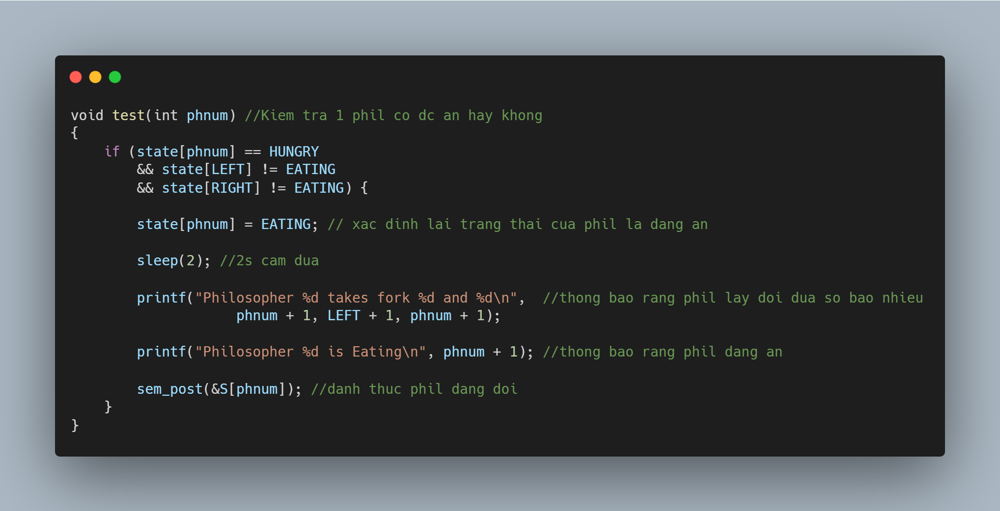 void test(int phnum) //Kiem tra 1 phil co dc an hay khong
{
    if (state[phnum] == HUNGRY
        && state[LEFT] != EATING
        && state[RIGHT] != EATING) {
        state[phnum] = EATING; // xac dinh lai trang thai cua phil la dang an
        sleep(2); //2s cam dua
        printf("Philosopher %d takes fork %d and %d\n",  //thong bao rang phil lay doi dua so bao nhieu
                    phnum + 1, LEFT + 1, phnum + 1);
        printf("Philosopher %d is Eating\n", phnum + 1); //thong bao rang phil dang an
        sem_post(&S[phnum]); //danh thuc phil dang doi
    }
}